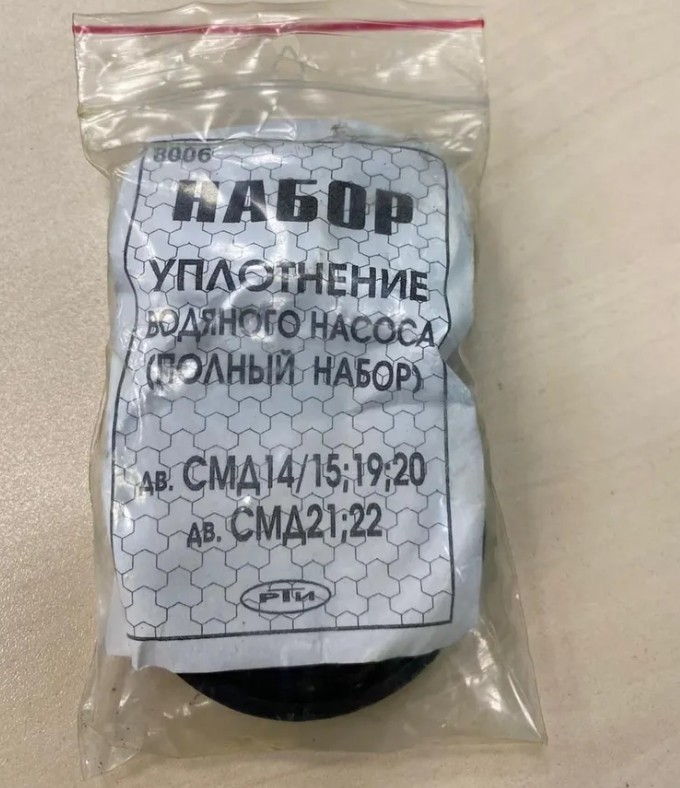 8006
НАБОР
УПЛОТНЕНИЕ
ВОДЯНОГО НАСОСА
(ПОЛНЫЙ НАБОР)
дв. СМД14/15;19;20
дв. СМД21;22
РТИ